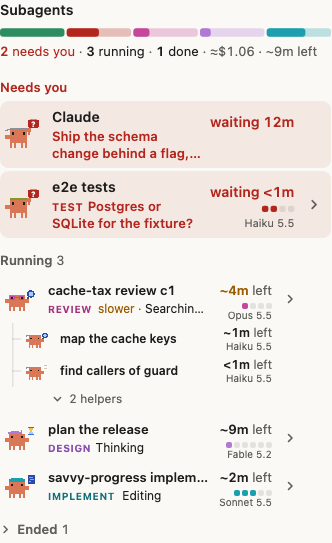 Subagents
2 needs you · 3 running · 1 done · ≈$1.06 · ~9m left
Needs you
Claude
waiting 12m
Ship the schema
change behind a flag,...
e2e tests
waiting <1m
TEST Postgres or
SQLite for the fixture?
Haiku 5.5
Running 3
cache-tax review c1
~4m left
REVIEW slower · Searchin...
Opus 5.5
map the cache keys
~1m left
Haiku 5.5
find callers of guard
<1m left
Haiku 5.5
2 helpers
plan the release
~9m left
DESIGN Thinking
Fable 5.2
savvy-progress implem...
~2m left
IMPLEMENT Editing
Sonnet 5.5
Ended 1